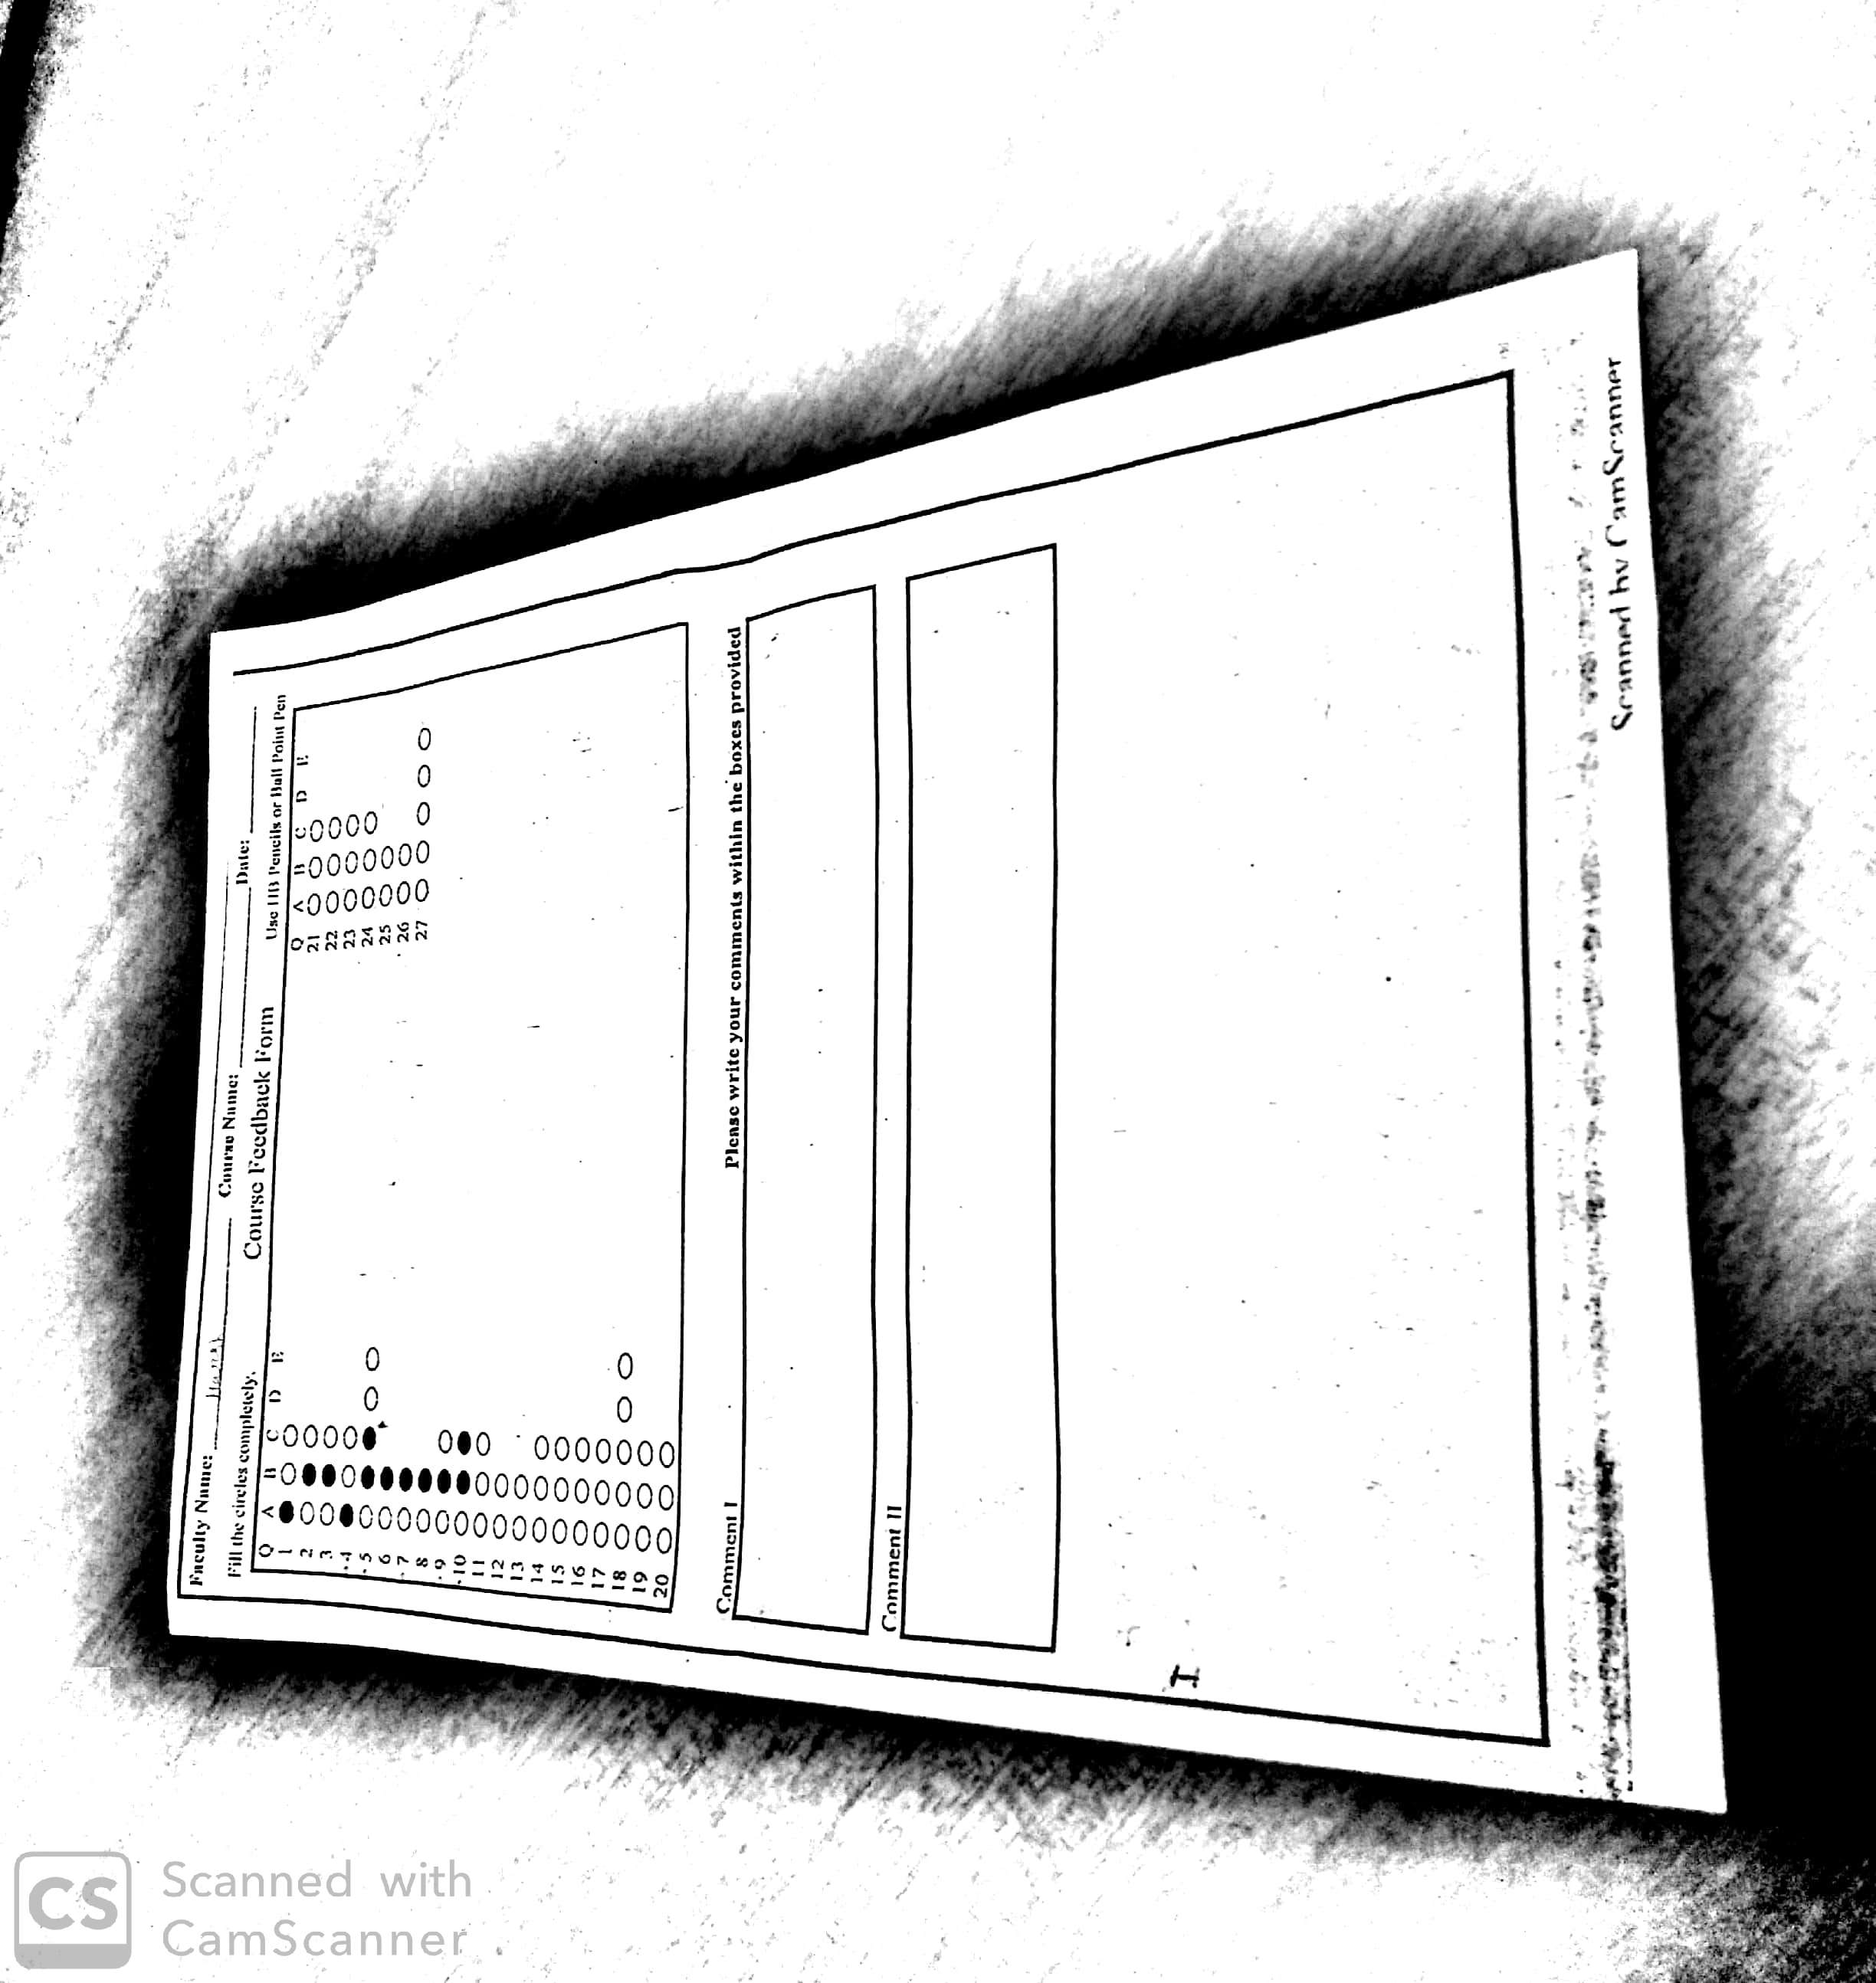 Faculty Name: Course Name: Date:
Fill the circles completely. Course Feedback Form Use HB Pencils or Ball Point Pen
Q A B C D E Q A B C D E
1 21
2 22
3 23
4 24
5 25
6 26
7 27
8
9
10
11
12
13
14
15
16
17
18
19
20
Please write your comments within the boxes provided
Comment I
Comment II
I
Scanned by CamScanner
CS Scanned with
CamScanner